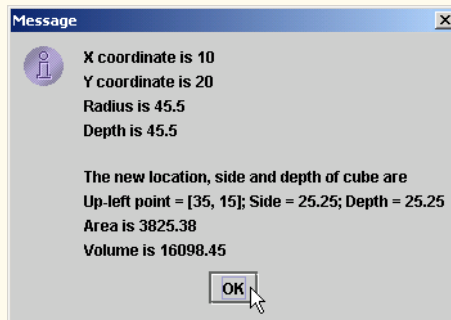 Message
X coordinate is 10
Y coordinate is 20
Radius is 45.5
Depth is 45.5
The new location, side and depth of cube are
Up-left point = [35, 15]; Side = 25.25; Depth = 25.25
Area is 3825.38
Volume is 16098.45
OK